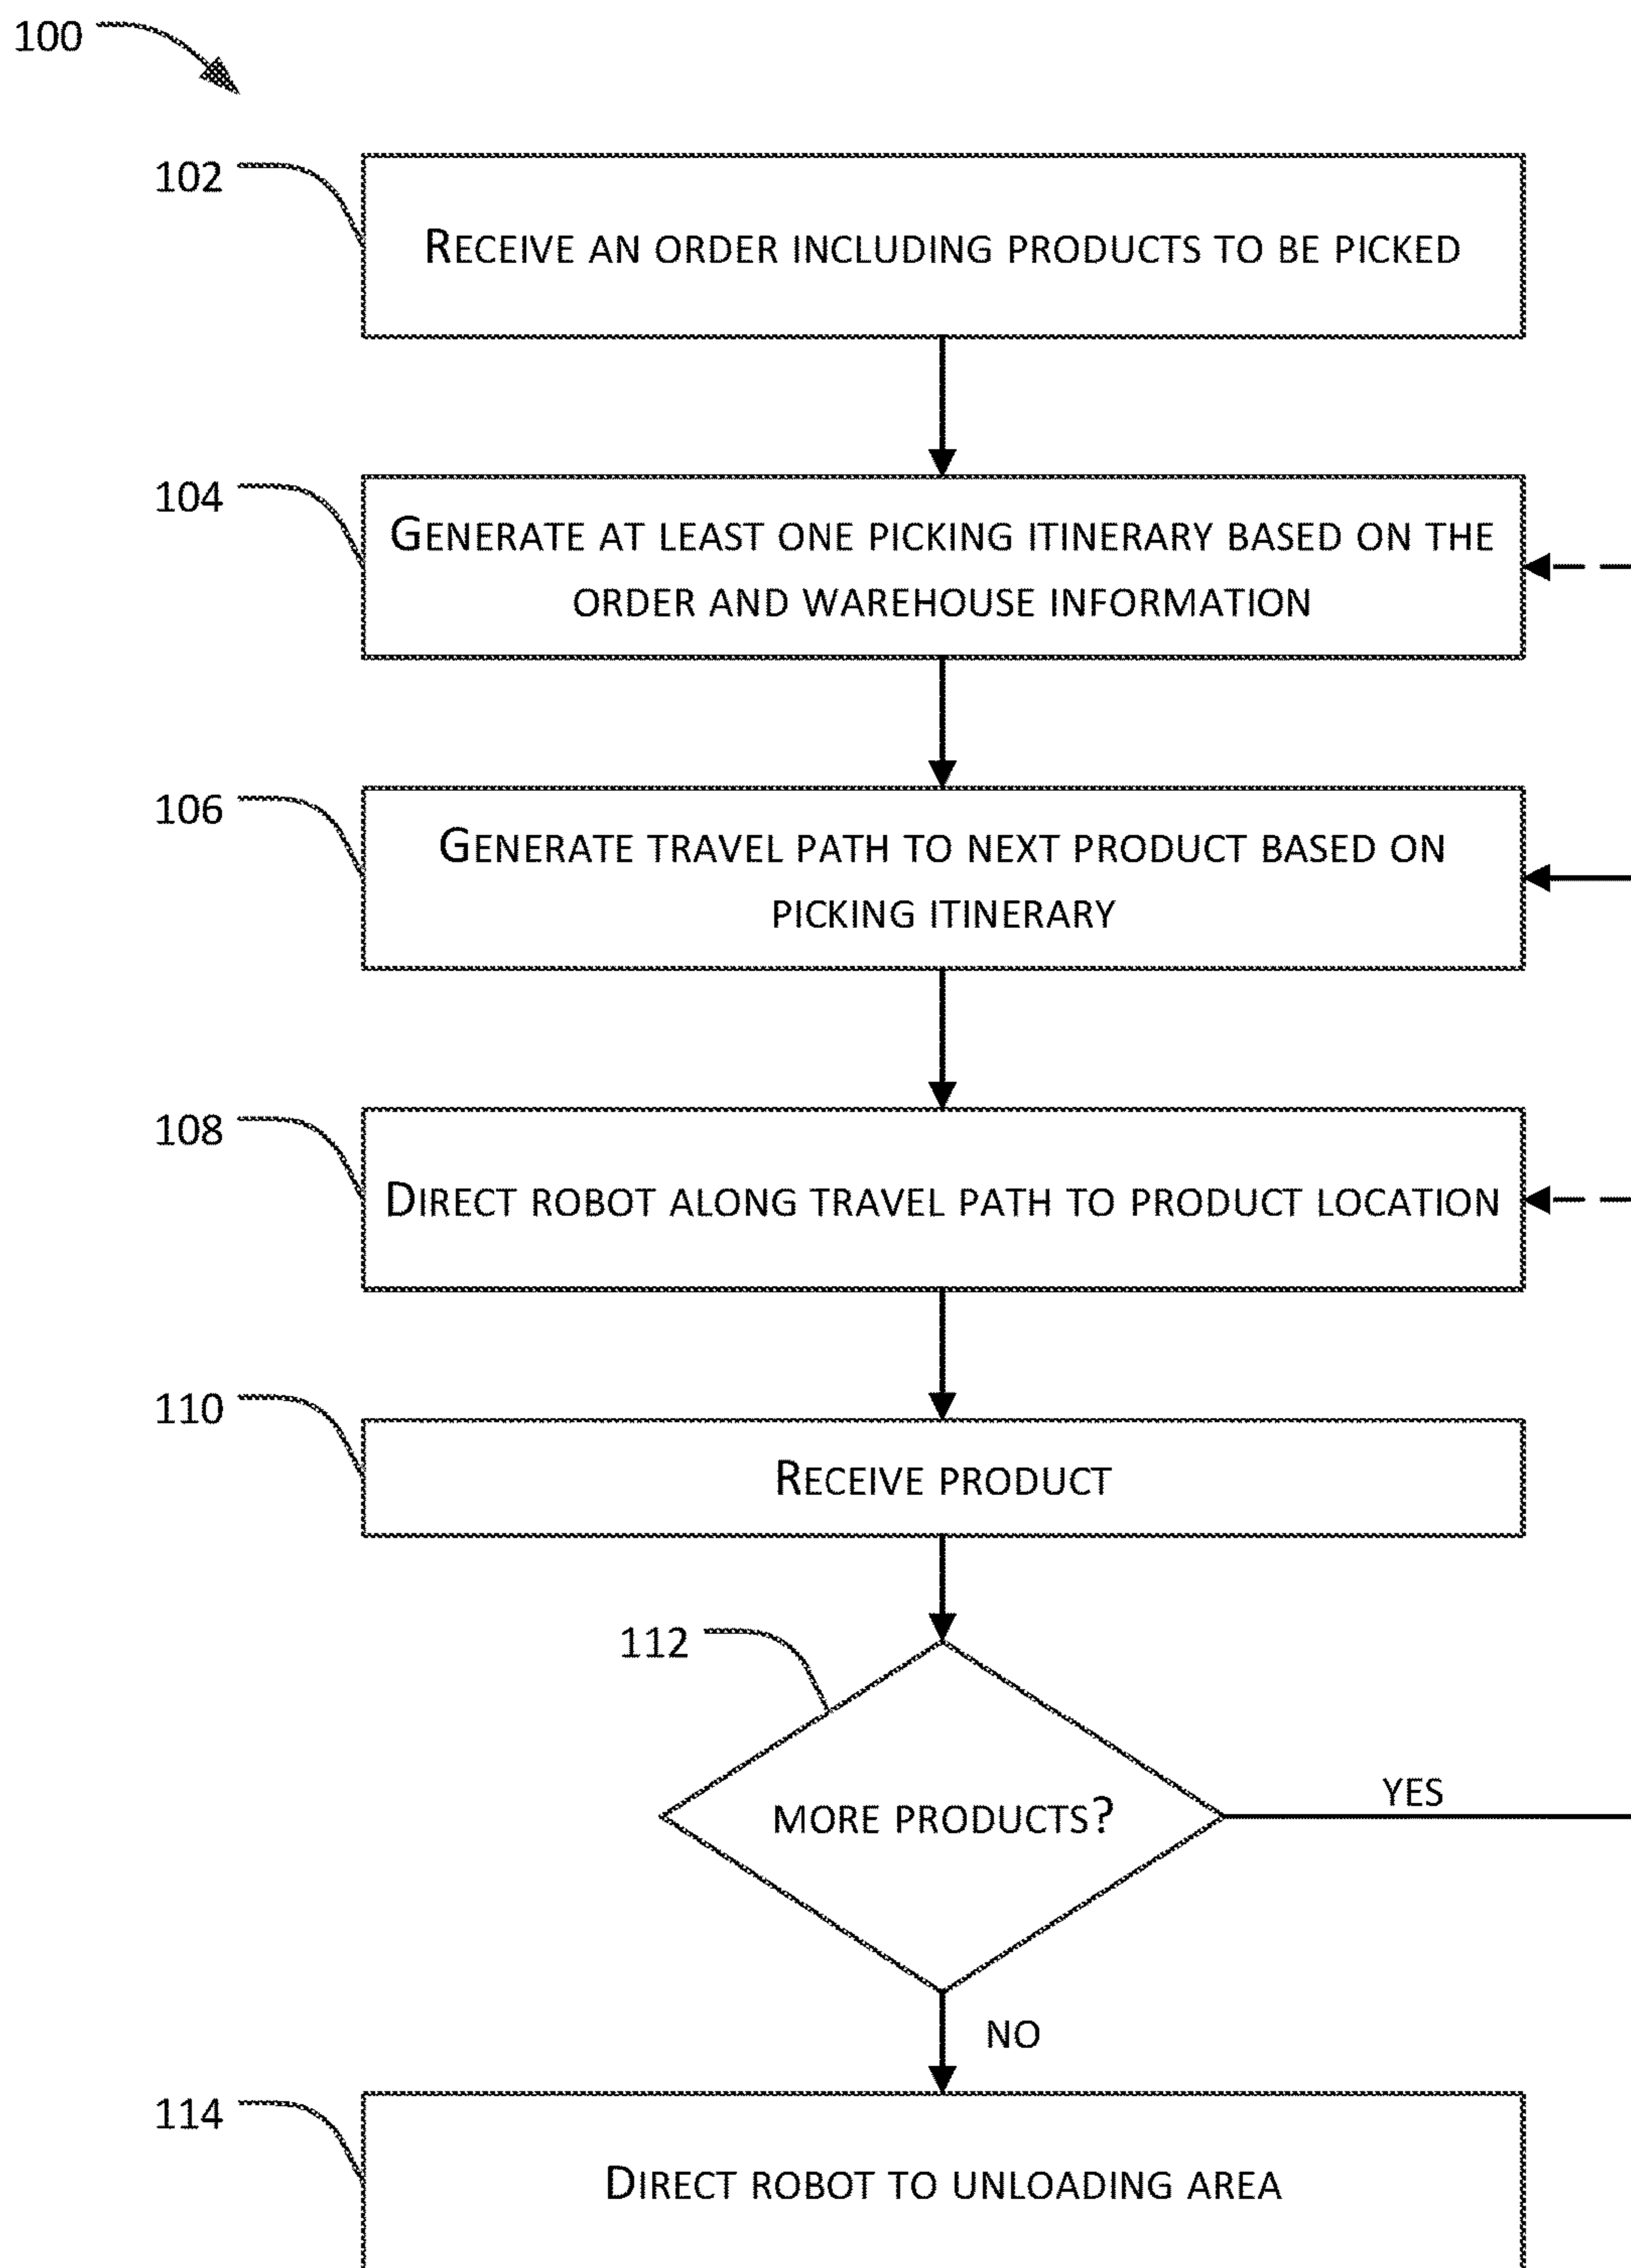 100
102
RECEIVE AN ORDER INCLUDING PRODUCTS TO BE PICKED
104
GENERATE AT LEAST ONE PICKING ITINERARY BASED ON THE
ORDER AND WAREHOUSE INFORMATION
106
GENERATE TRAVEL PATH TO NEXT PRODUCT BASED ON
PICKING ITINERARY
108
DIRECT ROBOT ALONG TRAVEL PATH TO PRODUCT LOCATION
110
RECEIVE PRODUCT
112
MORE PRODUCTS?
YES
NO
114
DIRECT ROBOT TO UNLOADING AREA